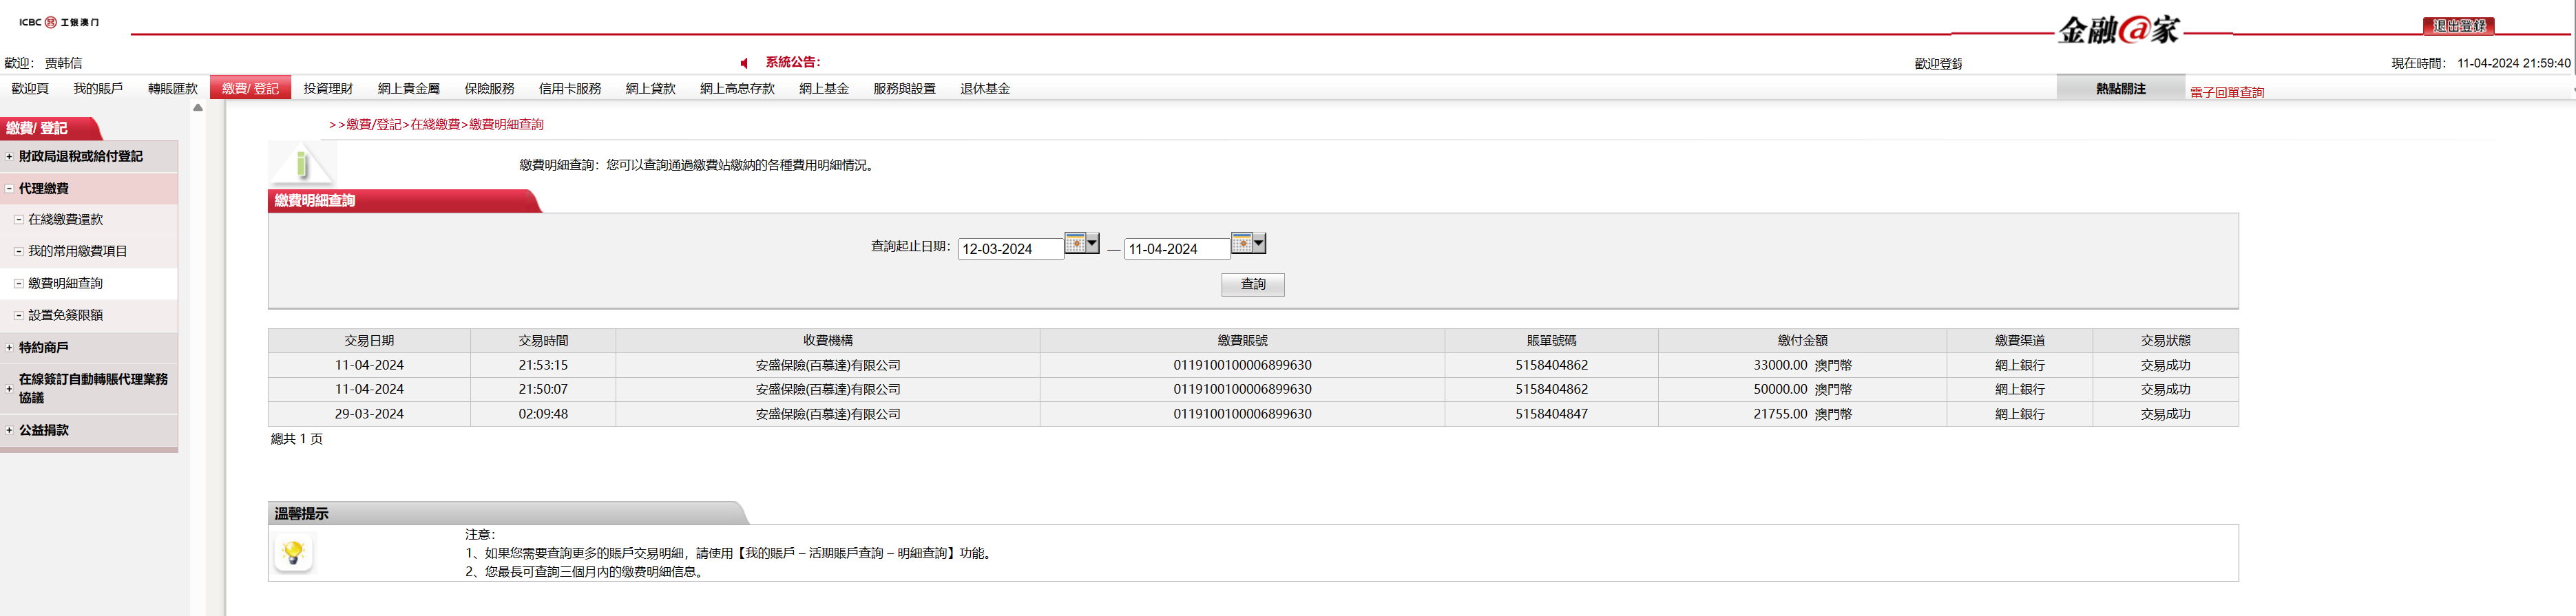 ICBC 工银澳门
金融@家
退出登錄
歡迎： 贾韩信
系統公告：
歡迎登錄
現在時間： 11-04-2024 21:59:40
歡迎頁 我的賬戶 轉賬匯款 繳費/登記 投資理財 網上貴金屬 保險服務 信用卡服務 網上貸款 網上高息存款 網上基金 服務與設置 退休基金
熱點關注
電子回單查詢
繳費/登記
財政局退稅或給付登記
代理繳費
在綫繳費還款
我的常用繳費項目
繳費明細查詢
設置免簽限額
特約商戶
在線簽訂自動轉賬代理業務
協議
公益捐款
>>繳費/登記>在綫繳費>繳費明細查詢
繳費明細查詢：您可以查詢通過繳費站繳納的各種費用明細情況。
繳費明細查詢
查詢起止日期： 12-03-2024 — 11-04-2024
查詢
交易日期 交易時間 收費機構 繳費賬號 賬單號碼 繳付金額 繳費渠道 交易狀態
11-04-2024 21:53:15 安盛保險(百慕達)有限公司 0119100100006899630 5158404862 33000.00 澳門幣 網上銀行 交易成功
11-04-2024 21:50:07 安盛保險(百慕達)有限公司 0119100100006899630 5158404862 50000.00 澳門幣 網上銀行 交易成功
29-03-2024 02:09:48 安盛保險(百慕達)有限公司 0119100100006899630 5158404847 21755.00 澳門幣 網上銀行 交易成功
總共 1 页
溫馨提示
注意：
1、如果您需要查詢更多的賬戶交易明細，請使用【我的賬戶 – 活期賬戶查詢 – 明細查詢】功能。
2、您最長可查詢三個月內的缴费明細信息。